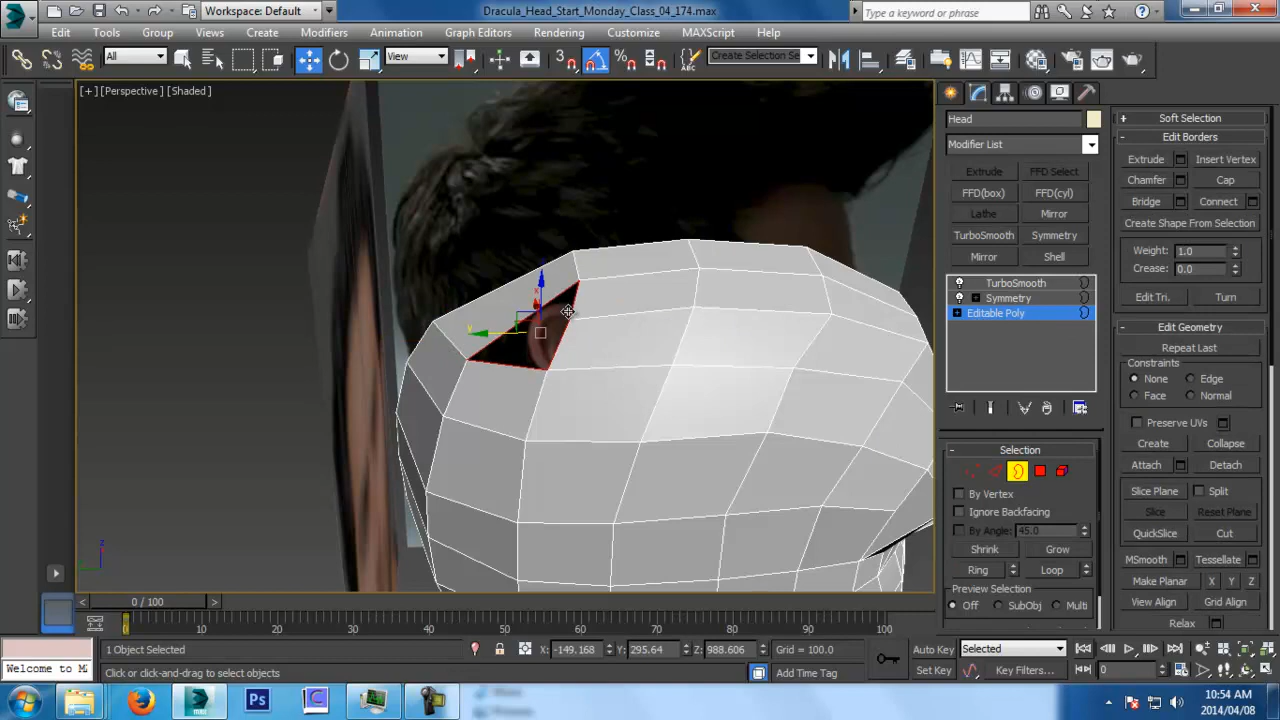 Workspace: Default
Dracula_Head_Start_Monday_Class_04_174.max
Type a keyword or phrase
Edit Tools Group Views Create Modifiers Animation Graph Editors Rendering Customize MAXScript Help
All View 3 Create Selection Se
[+] [Perspective] [Shaded]
Head
Modifier List
Extrude FFD Select
FFD(box) FFD(cyl)
Lathe Mirror
TurboSmooth Symmetry
Mirror Shell
TurboSmooth
Symmetry
Editable Poly
Selection
By Vertex
Ignore Backfacing
By Angle: 45.0
Shrink Grow
Ring Loop
Preview Selection
Off SubObj Multi
Soft Selection
Edit Borders
Extrude Insert Vertex
Chamfer Cap
Bridge Connect
Create Shape From Selection
Weight: 1.0
Crease: 0.0
Edit Tri. Turn
Edit Geometry
Repeat Last
Constraints
None Edge
Face Normal
Preserve UVs
Create Collapse
Attach Detach
Slice Plane Split
Slice Reset Plane
QuickSlice Cut
MSmooth Tessellate
Make Planar X Y Z
View Align Grid Align
Relax
x
y
z
0 / 100
0 10 20 30 40 50 60 70 80 90 100
1 Object Selected X: -149.168 Y: 295.64 Z: 988.606 Grid = 100.0 Auto Key Selected
Welcome to M Click or click-and-drag to select objects Add Time Tag Set Key Key Filters... 0
Ps
10:54 AM
2014/04/08